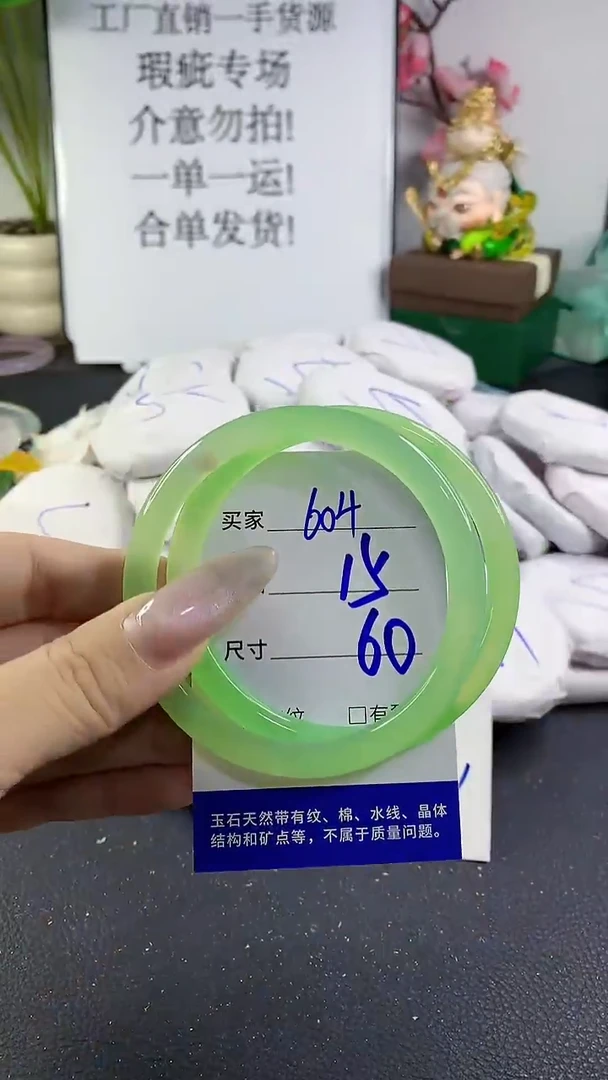 工厂直销一手货源
瑕疵专场
介意勿拍!
一单一运!
合单发货!
买家 604
15
尺寸 60
纹 □有
玉石天然带有纹、棉、水线、晶体
结构和矿点等，不属于质量问题。